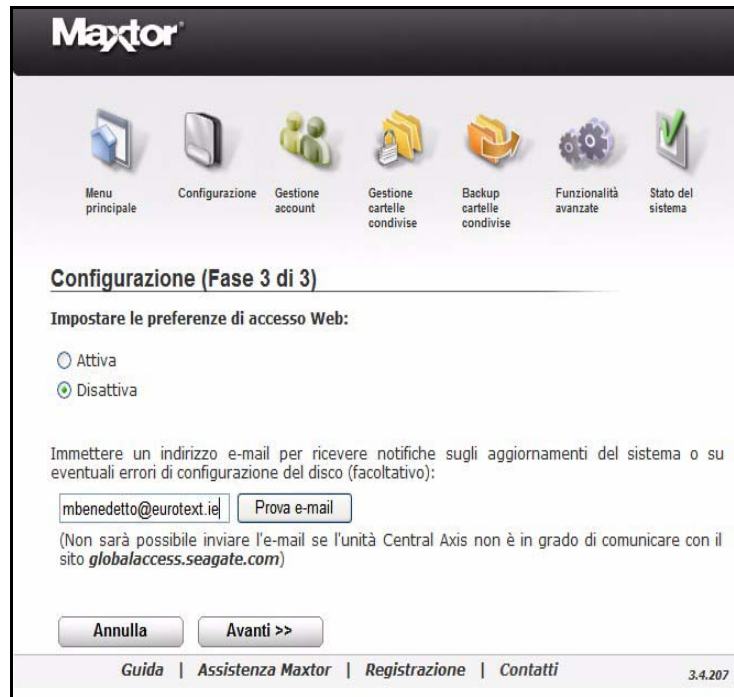 Maxtor
Menu principale
Configurazione
Gestione account
Gestione cartelle condivise
Backup cartelle condivise
Funzionalità avanzate
Stato del sistema
Configurazione (Fase 3 di 3)
Impostare le preferenze di accesso Web:
Attiva
Disattiva
Immettere un indirizzo e-mail per ricevere notifiche sugli aggiornamenti del sistema o su
eventuali errori di configurazione del disco (facoltativo):
mbenedetto@eurotext.ie Prova e-mail
(Non sarà possibile inviare l'e-mail se l'unità Central Axis non è in grado di comunicare con il
sito globalaccess.seagate.com)
Annulla Avanti >>
Guida | Assistenza Maxtor | Registrazione | Contatti 3.4.207